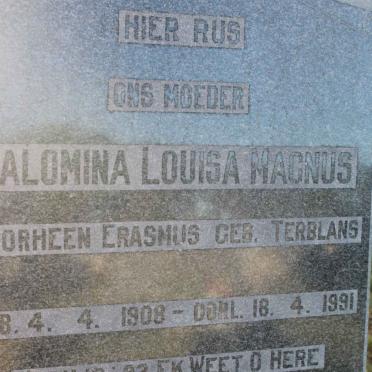 HIER RUS
ONS MOEDER
ALOMINA LOUISA MAGNUS
ORHEEN ERASMUS GEB. TERBLANS
B. 4. 4. 1908 - OORL. 18. 4. 1991
EK WEET O HERE